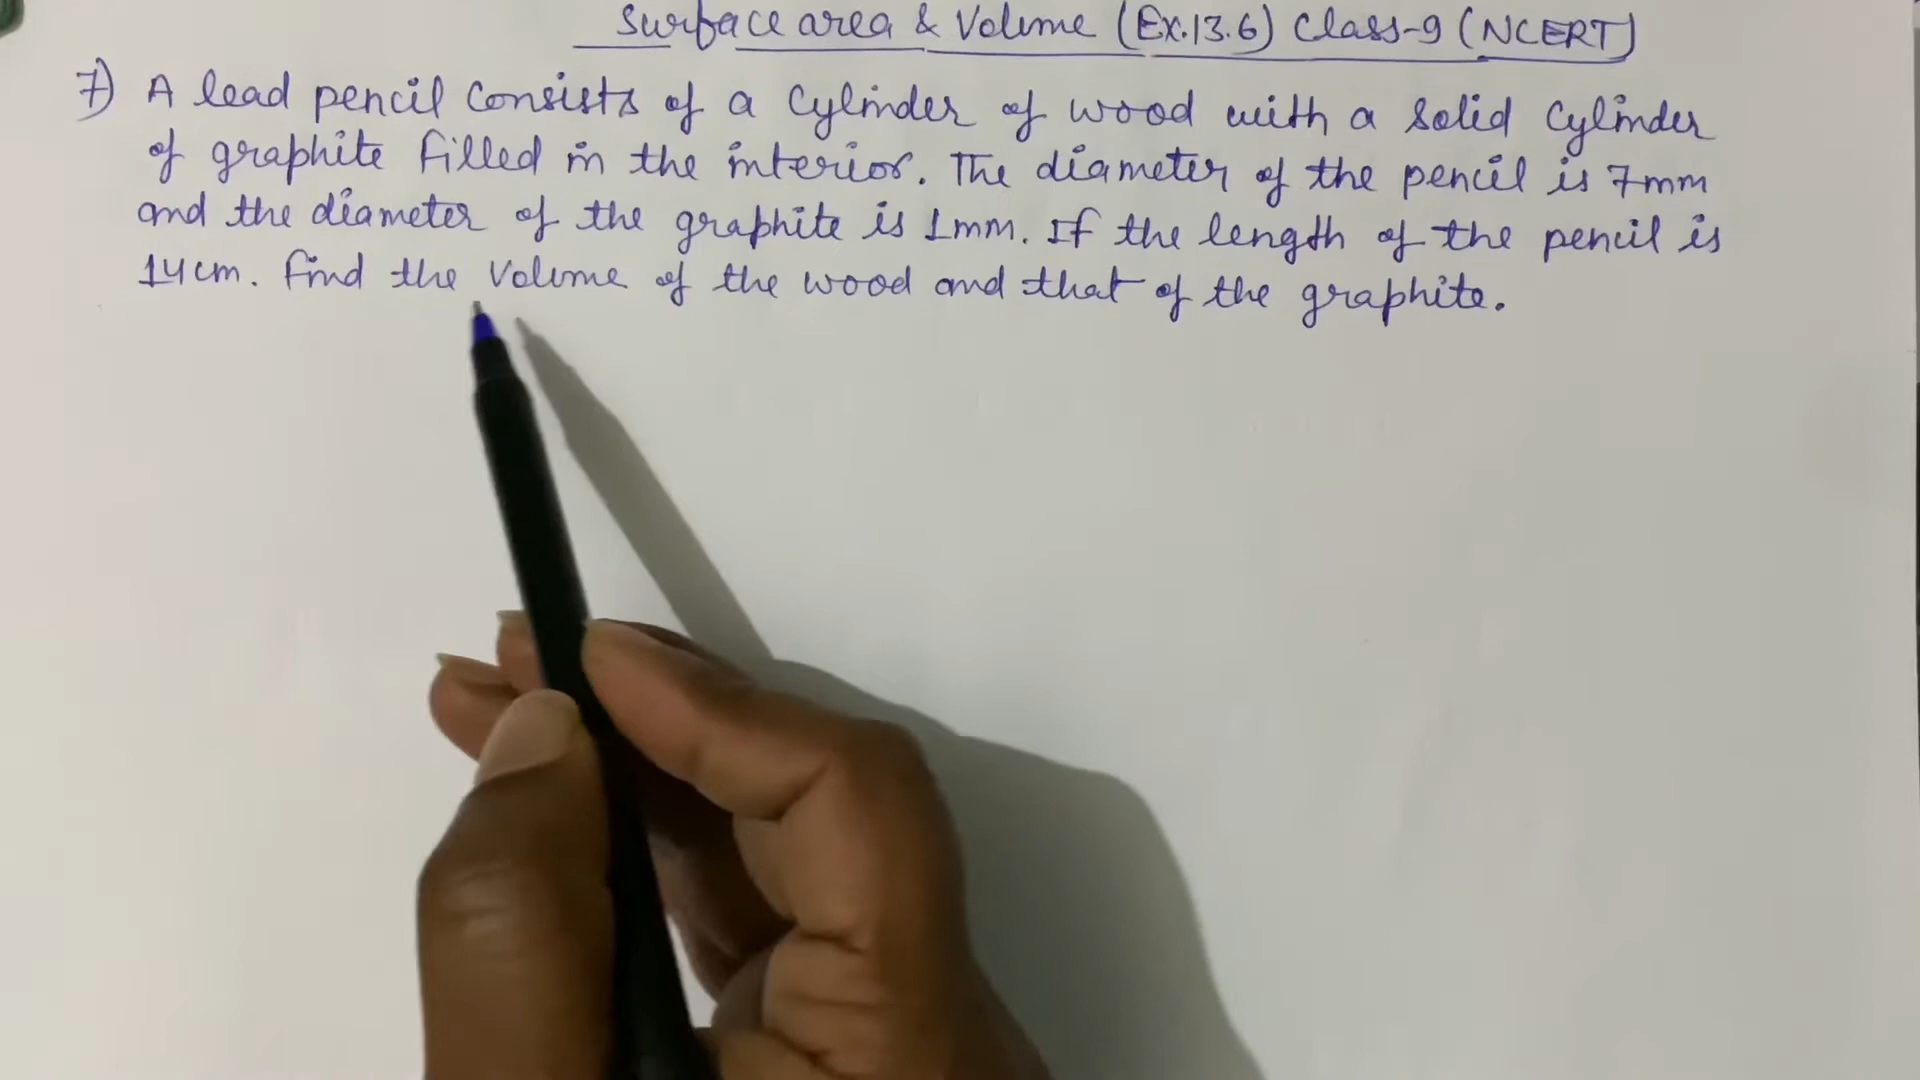 Surface area & Volume (Ex.13.6) Class-9 (NCERT)
7) A lead pencil consists of a cylinder of wood with a solid cylinder
of graphite filled in the interior. The diameter of the pencil is 7mm
and the diameter of the graphite is 1mm. If the length of the pencil is
14cm. find the volume of the wood and that of the graphite.